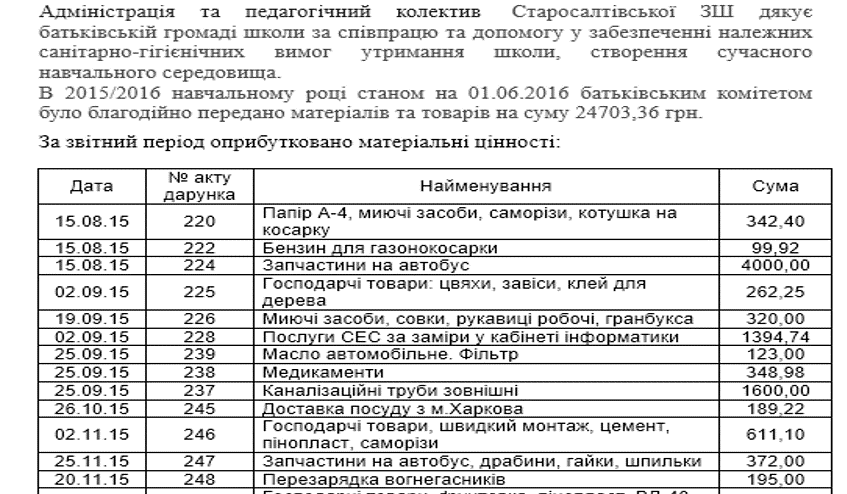 Адміністрація та педагогічний колектив Старосалтівської ЗШ дякує
батьківській громаді школи за співпрацю та допомогу у забезпеченні належних
санітарно-гігієнічних вимог утримання школи, створення сучасного
навчального середовища.
В 2015/2016 навчальному році станом на 01.06.2016 батьківським комітетом
було благодійно передано матеріалів та товарів на суму 24703,36 грн.
За звітний період оприбутковано матеріальні цінності:
Дата № акту дарунка Найменування Сума
15.08.15 220 Папір А-4, миючі засоби, саморізи, котушка на
косарку 342,40
15.08.15 222 Бензин для газонокосарки 99,92
15.08.15 224 Запчастини на автобус 4000,00
02.09.15 225 Господарчі товари: цвяхи, завіси, клей для
дерева 262,25
19.09.15 226 Миючі засоби, совки, рукавиці робочі, гранбукса 320,00
02.09.15 228 Послуги СЕС за заміри у кабінеті інформатики 1394,74
25.09.15 239 Масло автомобільне. Фільтр 123,00
25.09.15 238 Медикаменти 348,98
25.09.15 237 Каналізаційні труби зовнішні 1600,00
26.10.15 245 Доставка посуду з м.Харкова 189,22
02.11.15 246 Господарчі товари, швидкий монтаж, цемент,
пінопласт, саморізи 611,10
25.11.15 247 Запчастини на автобус, драбини, гайки, шпильки 372,00
20.11.15 248 Перезарядка вогнегасників 195,00